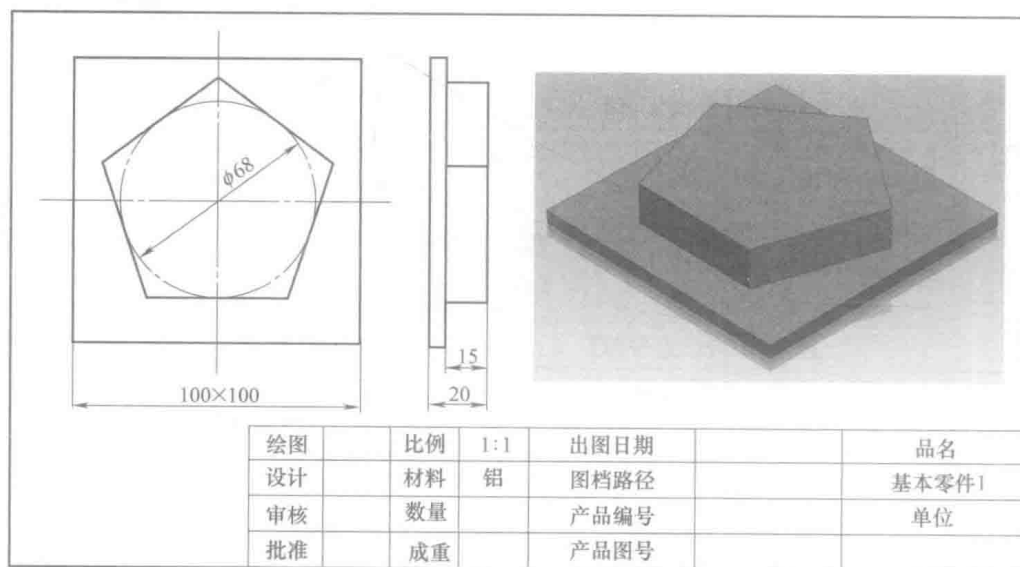 φ68
15
100×100
20
绘图 比例 1:1 出图日期 品名
设计 材料 铝 图档路径 基本零件1
审核 数量 产品编号 单位
批准 成重 产品图号